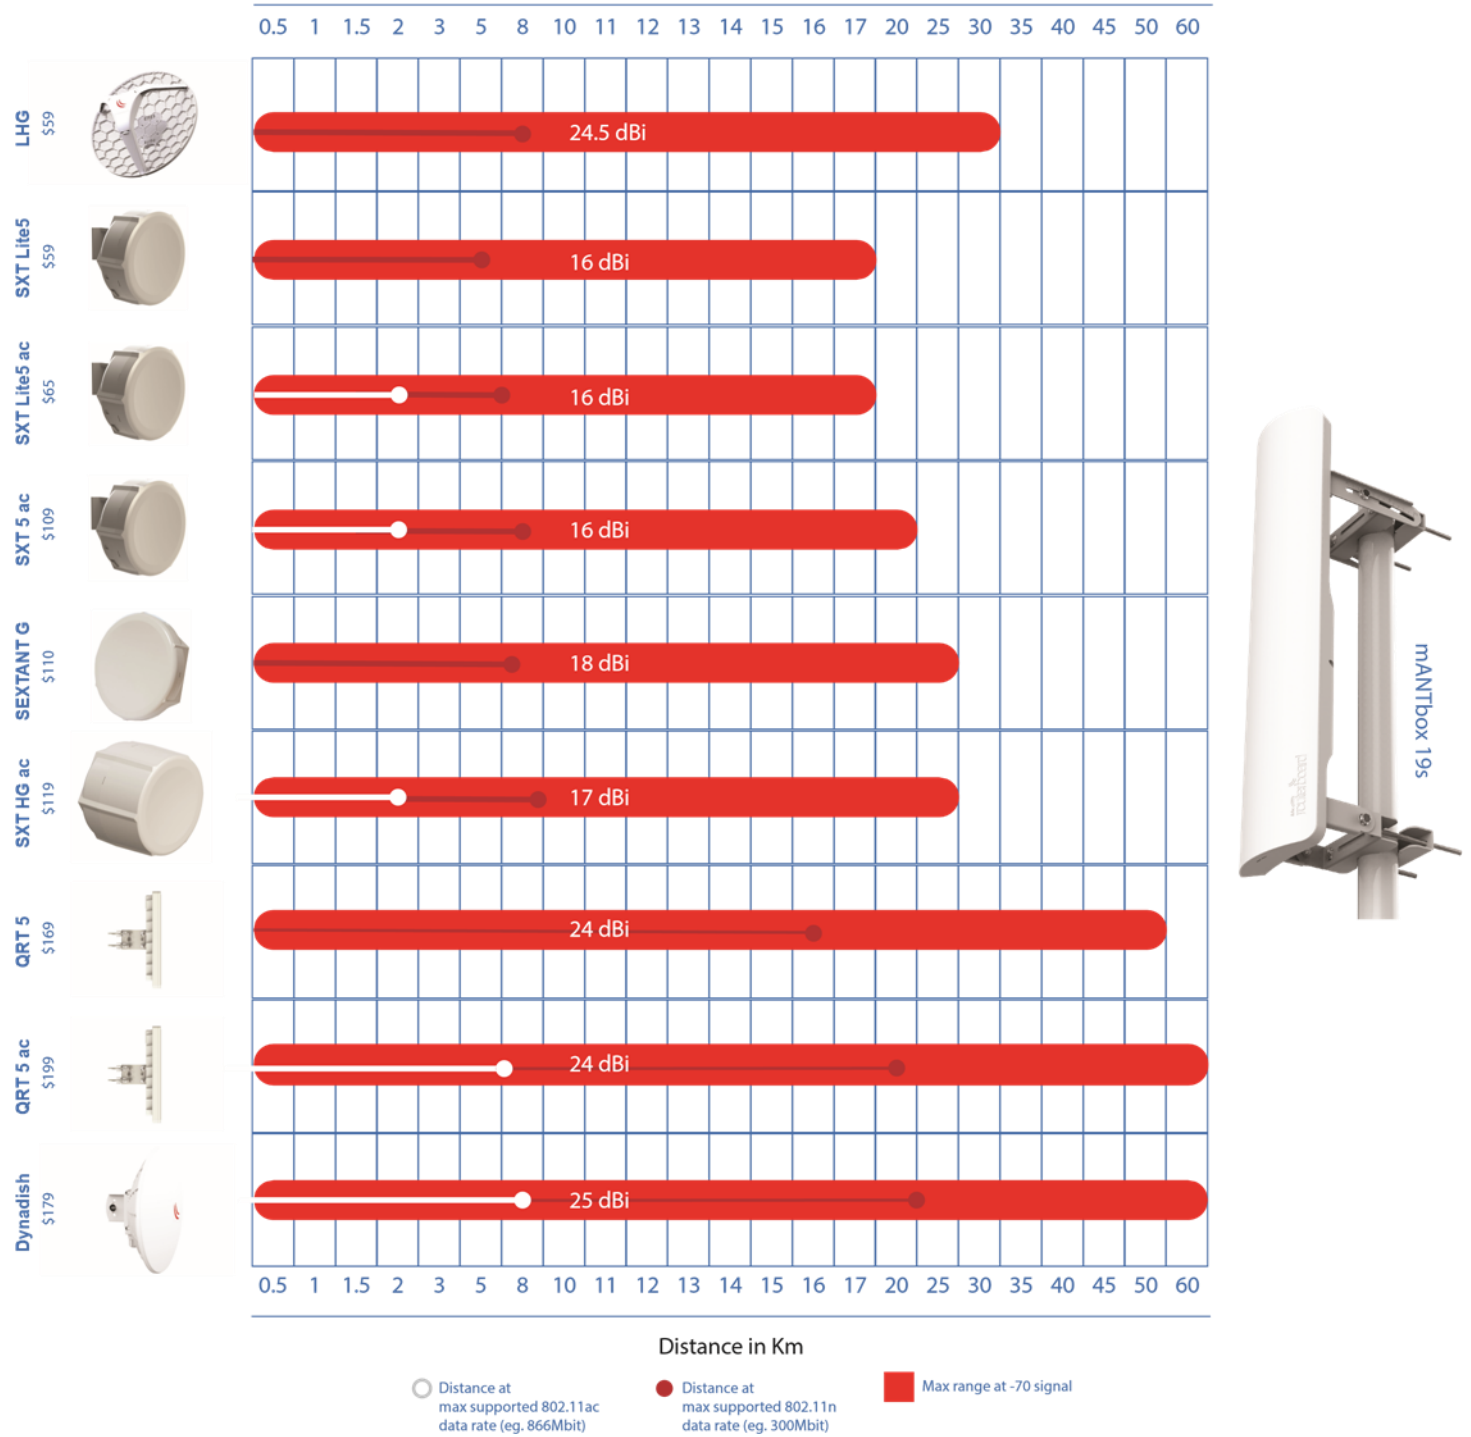 0.5 1 1.5 2 3 5 8 10 11 12 13 14 15 16 17 20 25 30 35 40 45 50 60
LHG
$59
24.5 dBi
SXT Lite5
$59
16 dBi
SXT Lite5 ac
$65
16 dBi
SXT 5 ac
$109
16 dBi
SEXTANT G
$110
18 dBi
SXT HG ac
$119
17 dBi
QRT 5
$169
24 dBi
QRT 5 ac
$199
24 dBi
Dynadish
$179
25 dBi
mANTbox 19s
0.5 1 1.5 2 3 5 8 10 11 12 13 14 15 16 17 20 25 30 35 40 45 50 60
Distance in Km
Distance at
max supported 802.11ac
data rate (eg. 866Mbit)
Distance at
max supported 802.11n
data rate (eg. 300Mbit)
Max range at -70 signal